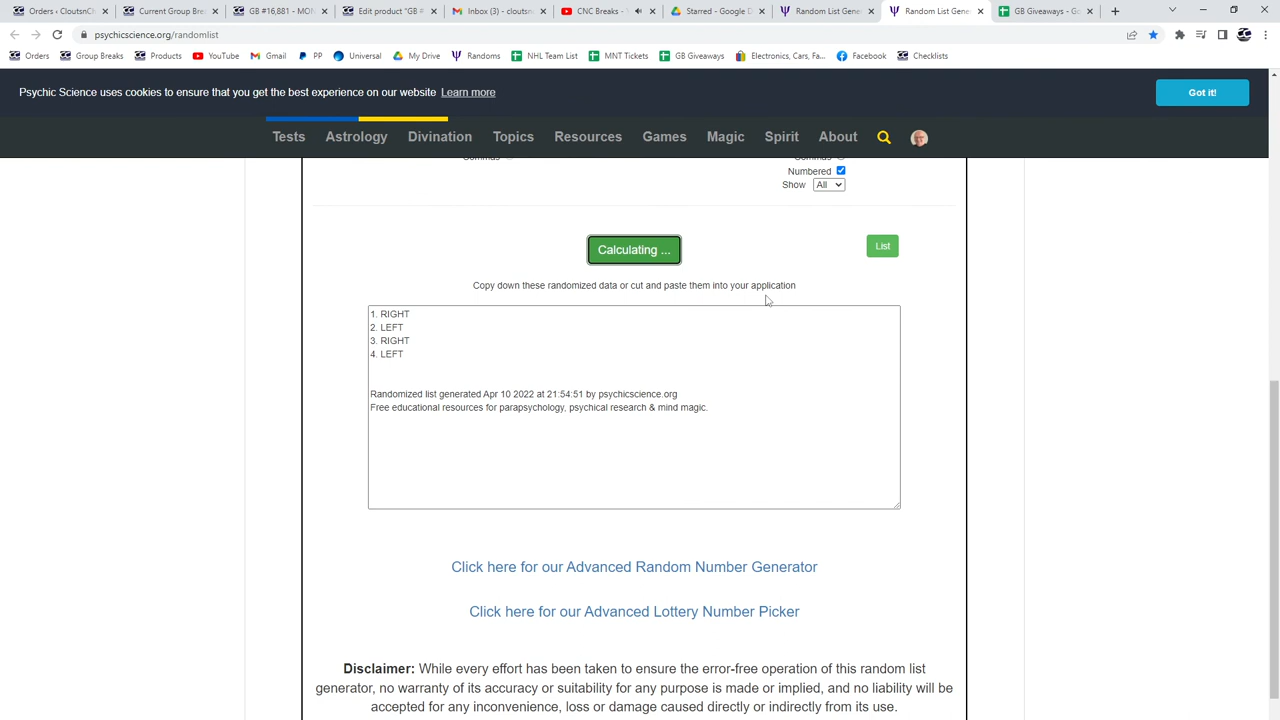 Orders • CloutsnCh
Current Group Brea
GB #16,881 - MON
Edit product "GB #
Inbox (3) - cloutsno
CNC Breaks -
Starred - Google D
Random List Gene
Random List Gene
GB Giveaways - Go
psychicscience.org/randomlist
Orders
Group Breaks
Products
YouTube
Gmail
PP
Universal
My Drive
Randoms
NHL Team List
MNT Tickets
GB Giveaways
Electronics, Cars, Fa...
Facebook
Checklists
Psychic Science uses cookies to ensure that you get the best experience on our website Learn more
Got it!
Tests
Astrology
Divination
Topics
Resources
Games
Magic
Spirit
About
Numbered
Show All
Calculating ...
List
Copy down these randomized data or cut and paste them into your application
1. RIGHT
2. LEFT
3. RIGHT
4. LEFT
Randomized list generated Apr 10 2022 at 21:54:51 by psychicscience.org
Free educational resources for parapsychology, psychical research & mind magic.
Click here for our Advanced Random Number Generator
Click here for our Advanced Lottery Number Picker
Disclaimer: While every effort has been taken to ensure the error-free operation of this random list
generator, no warranty of its accuracy or suitability for any purpose is made or implied, and no liability will be
accepted for any inconvenience, loss or damage caused directly or indirectly from its use.